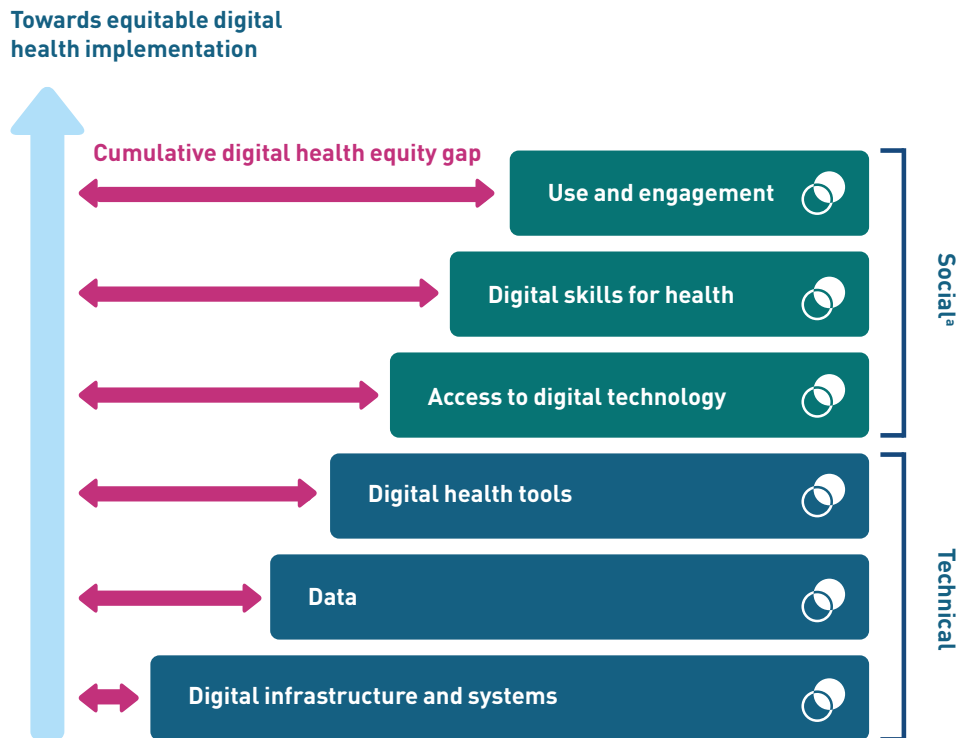 Towards equitable digital
health implementation
Cumulative digital health equity gap
Use and engagement
Digital skills for health
Access to digital technology
Socialᵃ
Digital health tools
Data
Digital infrastructure and systems
Technical